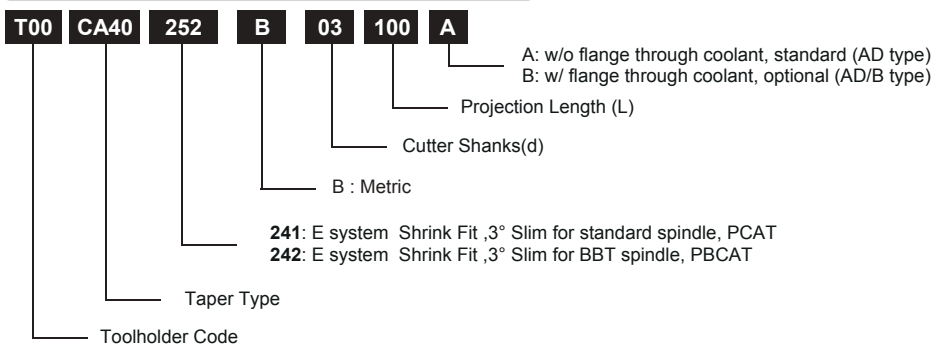 T00 CA40 252 B 03 100 A
A: w/o flange through coolant, standard (AD type)
B: w/ flange through coolant, optional (AD/B type)
Projection Length (L)
Cutter Shanks(d)
B : Metric
241: E system Shrink Fit ,3° Slim for standard spindle, PCAT
242: E system Shrink Fit ,3° Slim for BBT spindle, PBCAT
Taper Type
Toolholder Code